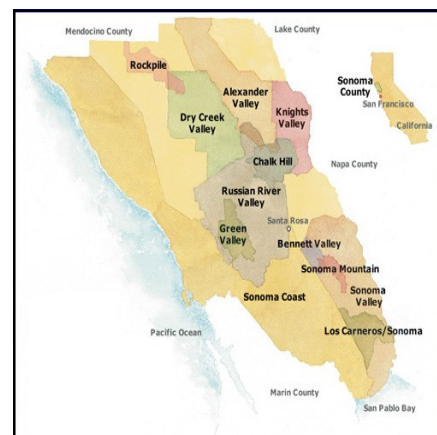 Mendocino County
Lake County
Rockpile
Sonoma
County
San Francisco
California
Alexander
Valley
Knights
Valley
Dry Creek
Valley
Chalk Hill
Napa County
Russian River
Valley
Santa Rosa
Green
Valley
Bennett Valley
Sonoma Mountain
Sonoma
Valley
Sonoma Coast
Los Carneros/Sonoma
Pacific Ocean
Marin County
San Pablo Bay